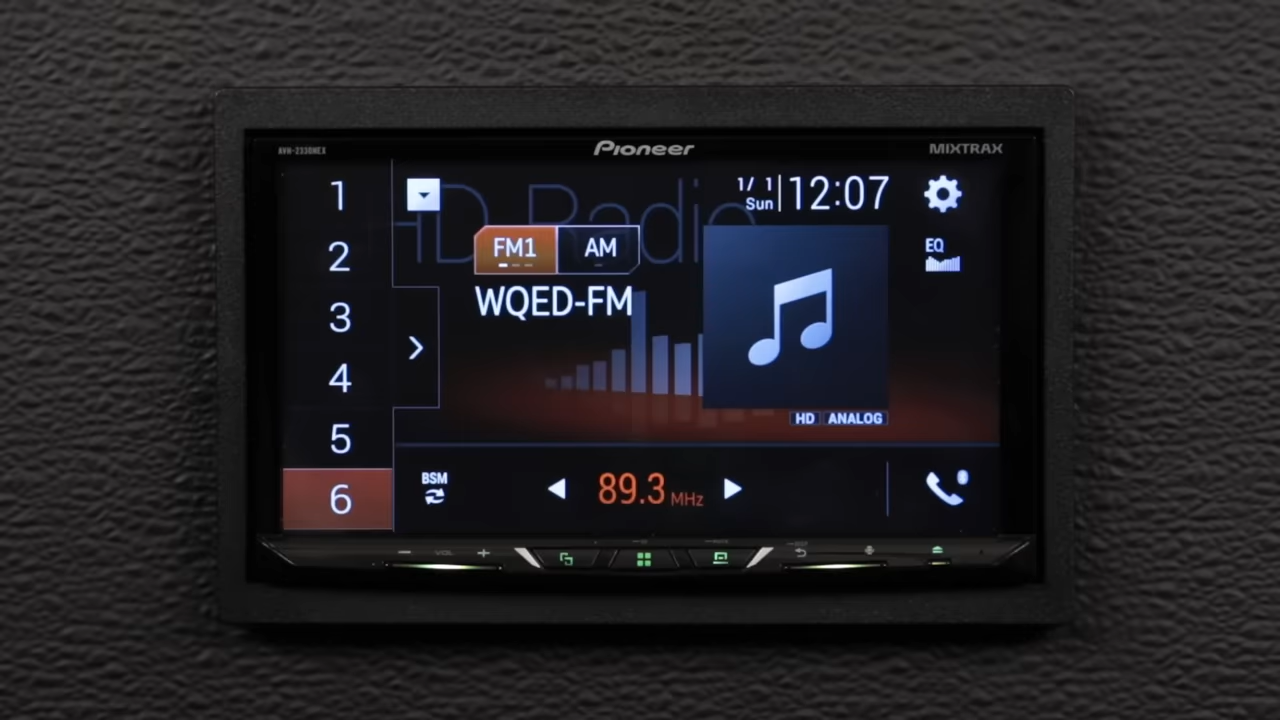 AVH-2330NEX
Pioneer
MIXTRAX
1
2
3
4
5
6
HD Radio
1/ 1
Sun
12:07
FM1
AM
EQ
WQED-FM
HD
ANALOG
BSM
89.3 MHz
VOL